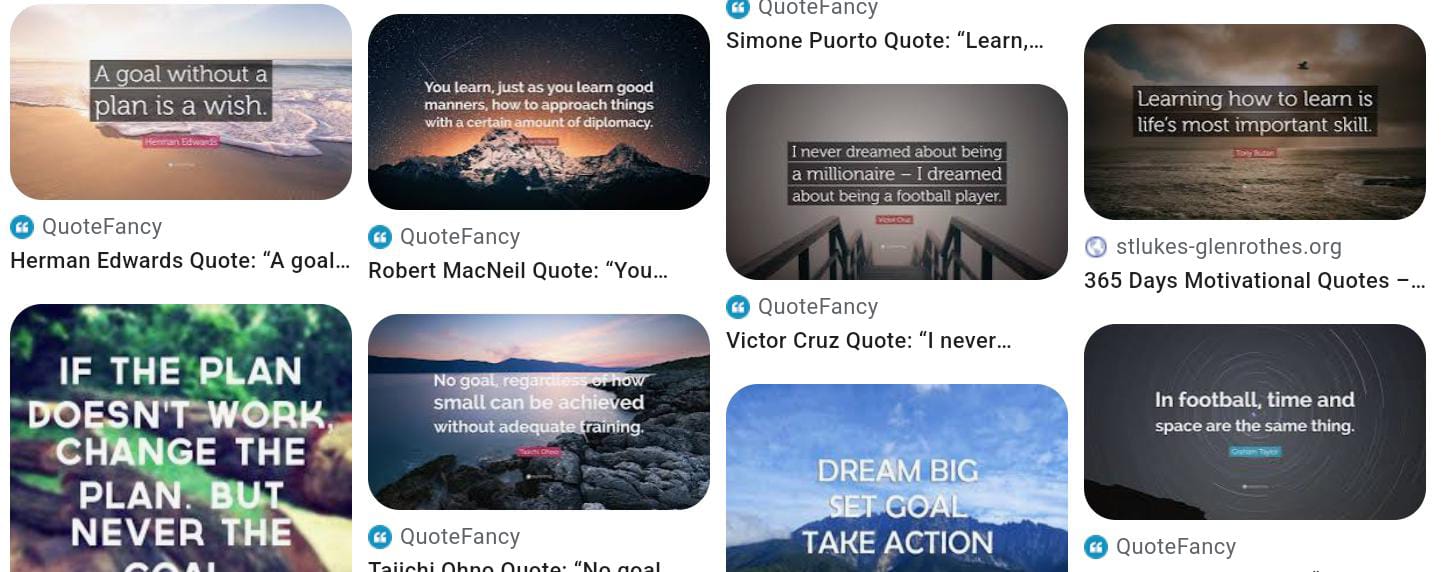 A goal without a
plan is a wish.
Herman Edwards
QuoteFancy
Herman Edwards Quote: “A goal…
IF THE PLAN
DOESN'T WORK,
CHANGE THE
PLAN. BUT
NEVER THE
GOAL
You learn, just as you learn good
manners, how to approach things
with a certain amount of diplomacy.
QuoteFancy
Robert MacNeil Quote: “You…
No goal, regardless of how
small can be achieved
without adequate training.
Taiichi Ohno
QuoteFancy
Taiichi Ohno Quote: “No goal
QuoteFancy
Simone Puorto Quote: “Learn,…
I never dreamed about being
a millionaire – I dreamed
about being a football player.
Victor Cruz
QuoteFancy
Victor Cruz Quote: “I never…
DREAM BIG
SET GOAL
TAKE ACTION
Learning how to learn is
life’s most important skill.
Tony Buzan
stlukes-glenrothes.org
365 Days Motivational Quotes –…
In football, time and
space are the same thing.
Graham Taylor
QuoteFancy